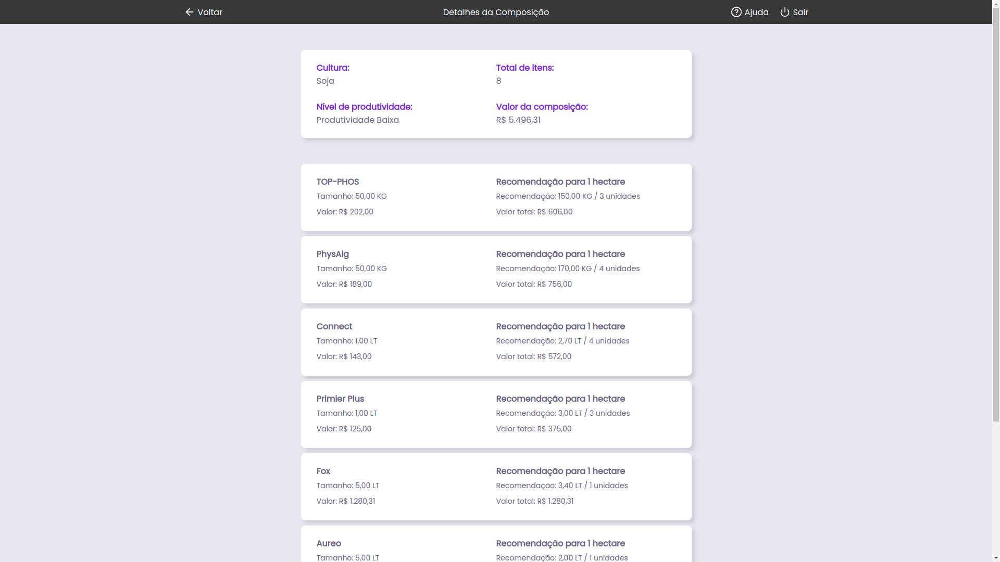 Voltar
Detalhes da Composição
Ajuda
Sair
Cultura:
Soja
Total de itens:
8
Nível de produtividade:
Produtividade Baixa
Valor da composição:
R$ 5.496,31
TOP-PHOS
Tamanho: 50,00 KG
Valor: R$ 202,00
Recomendação para 1 hectare
Recomendação: 150,00 KG / 3 unidades
Valor total: R$ 606,00
PhysAlg
Tamanho: 50,00 KG
Valor: R$ 189,00
Recomendação para 1 hectare
Recomendação: 170,00 KG / 4 unidades
Valor total: R$ 756,00
Connect
Tamanho: 1,00 LT
Valor: R$ 143,00
Recomendação para 1 hectare
Recomendação: 2,70 LT / 4 unidades
Valor total: R$ 572,00
Primier Plus
Tamanho: 1,00 LT
Valor: R$ 125,00
Recomendação para 1 hectare
Recomendação: 3,00 LT / 3 unidades
Valor total: R$ 375,00
Fox
Tamanho: 5,00 LT
Valor: R$ 1.280,31
Recomendação para 1 hectare
Recomendação: 3,40 LT / 1 unidades
Valor total: R$ 1.280,31
Aureo
Tamanho: 5,00 LT
Recomendação para 1 hectare
Recomendação: 2,00 LT / 1 unidades